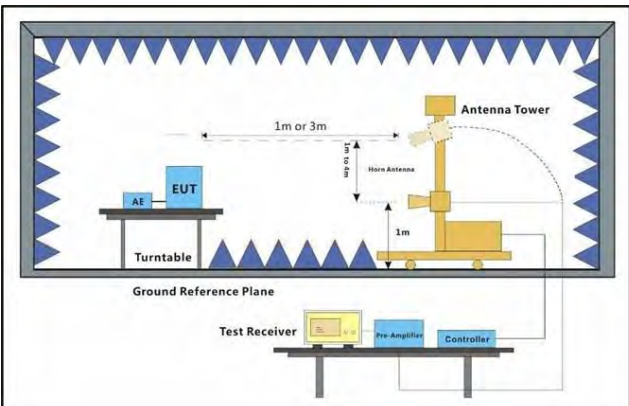 Antenna Tower
1m or 3m
1m to 4m
Horn Antenna
EUT
AE
1m
Turntable
Ground Reference Plane
Test Receiver
Pre-Amplifier
Controller